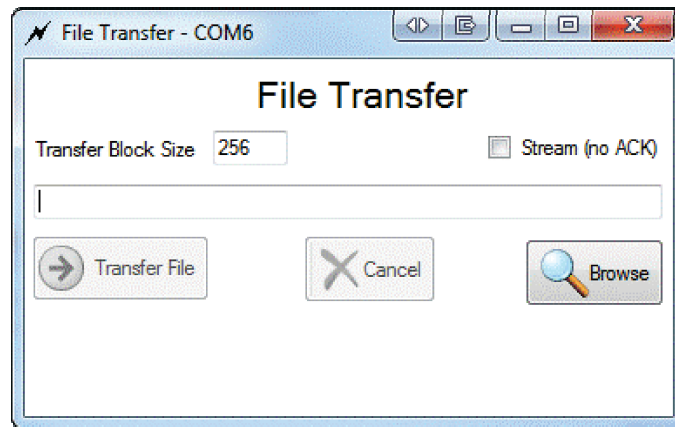 File Transfer - COM6
File Transfer
Transfer Block Size 256 Stream (no ACK)
Transfer File Cancel Browse